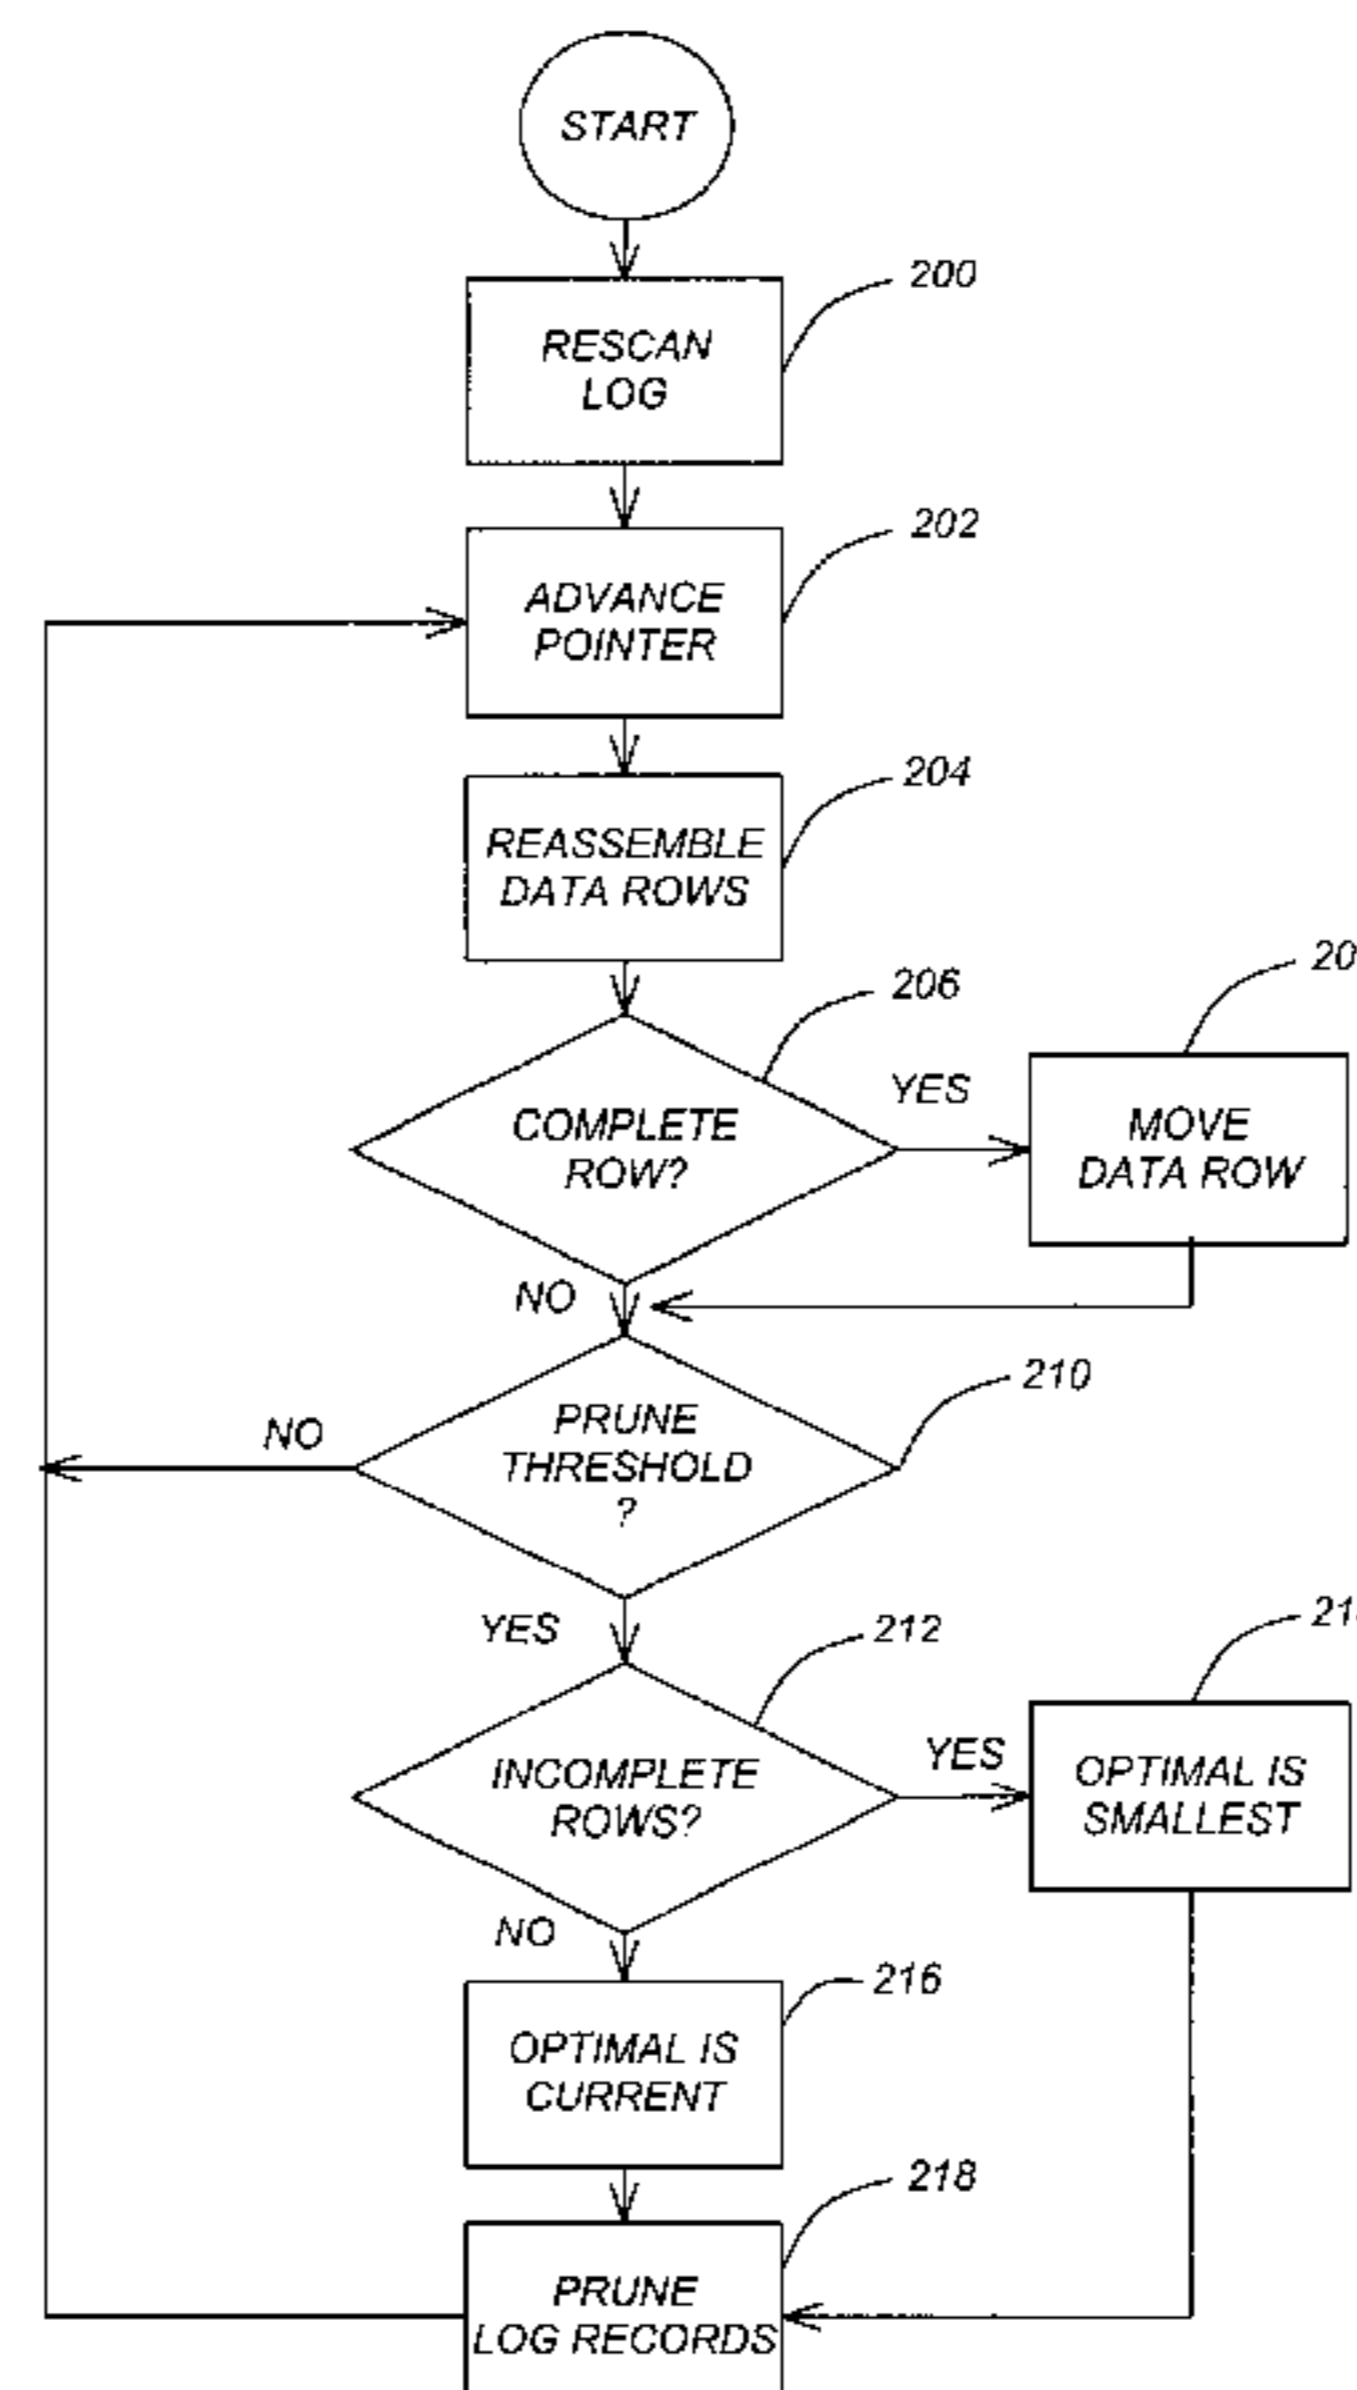 START
200
RESCAN
LOG
202
ADVANCE
POINTER
204
REASSEMBLE
DATA ROWS
206
COMPLETE
ROW?
YES
20
MOVE
DATA ROW
NO
210
PRUNE
THRESHOLD
?
NO
YES
212
INCOMPLETE
ROWS?
YES
21
OPTIMAL IS
SMALLEST
NO
216
OPTIMAL IS
CURRENT
218
PRUNE
LOG RECORDS